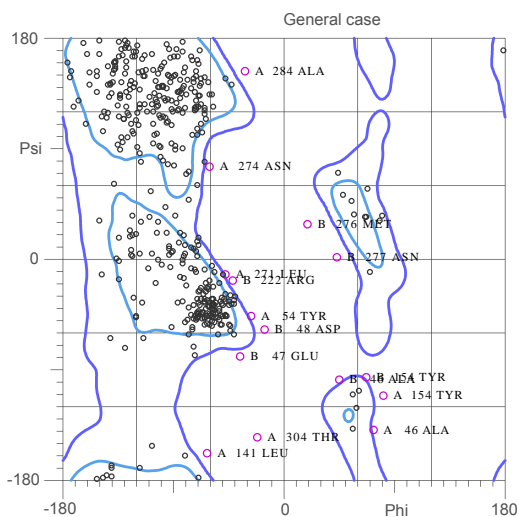 General case
180
A 284 ALA
Psi
A 274 ASN
B 276 MET
0
B 277 ASN
A 271 LEU
B 222 ARG
A 54 TYR
B 48 ASP
B 47 GLU
B 154 TYR
B 46 ALA
A 154 TYR
A 46 ALA
A 304 THR
A 141 LEU
-180
-180 0 Phi 180